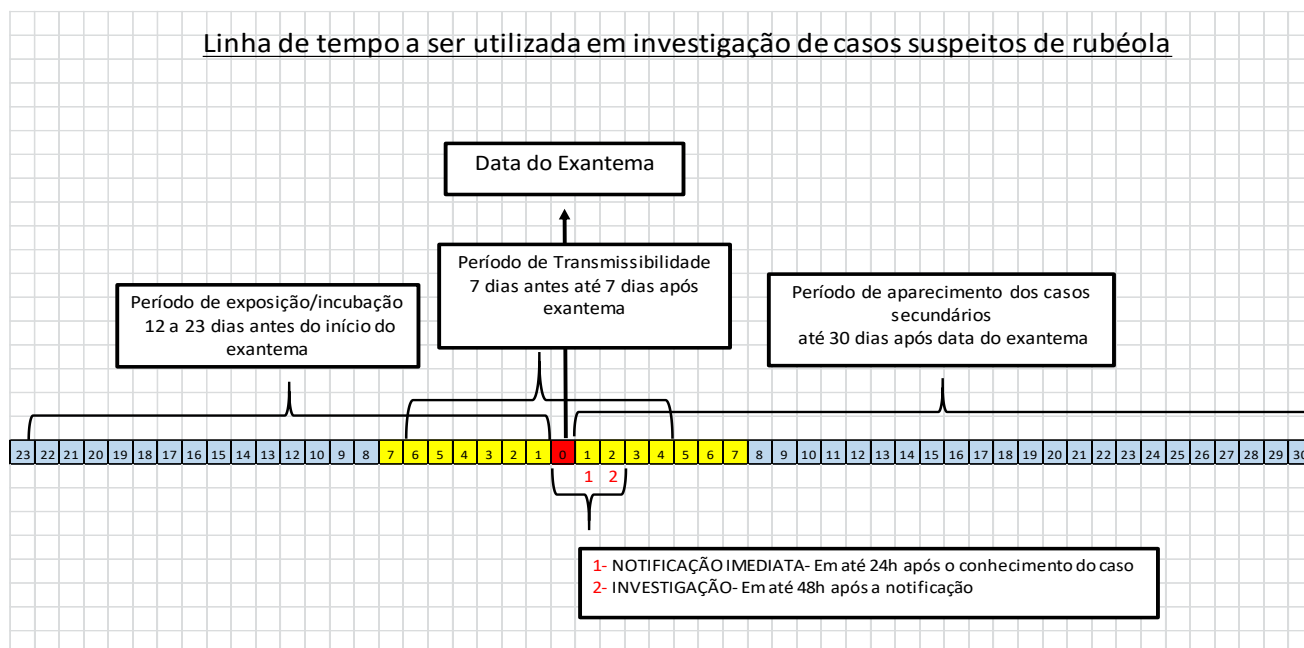 Linha de tempo a ser utilizada em investigação de casos suspeitos de rubéola
Data do Exantema
Período de Transmissibilidade
7 dias antes até 7 dias após
exantema
Período de exposição/incubação
12 a 23 dias antes do início do
exantema
Período de aparecimento dos casos
secundários
até 30 dias após data do exantema
23 22 21 20 19 18 17 16 15 14 13 12 10 9 8 7 6 5 4 3 2 1 0 1 2 3 4 5 6 7 8 9 10 11 12 13 14 15 16 17 18 19 20 21 22 23 24 25 26 27 28 29 30
1 2
1- NOTIFICAÇÃO IMEDIATA- Em até 24h após o conhecimento do caso
2- INVESTIGAÇÃO- Em até 48h após a notificação